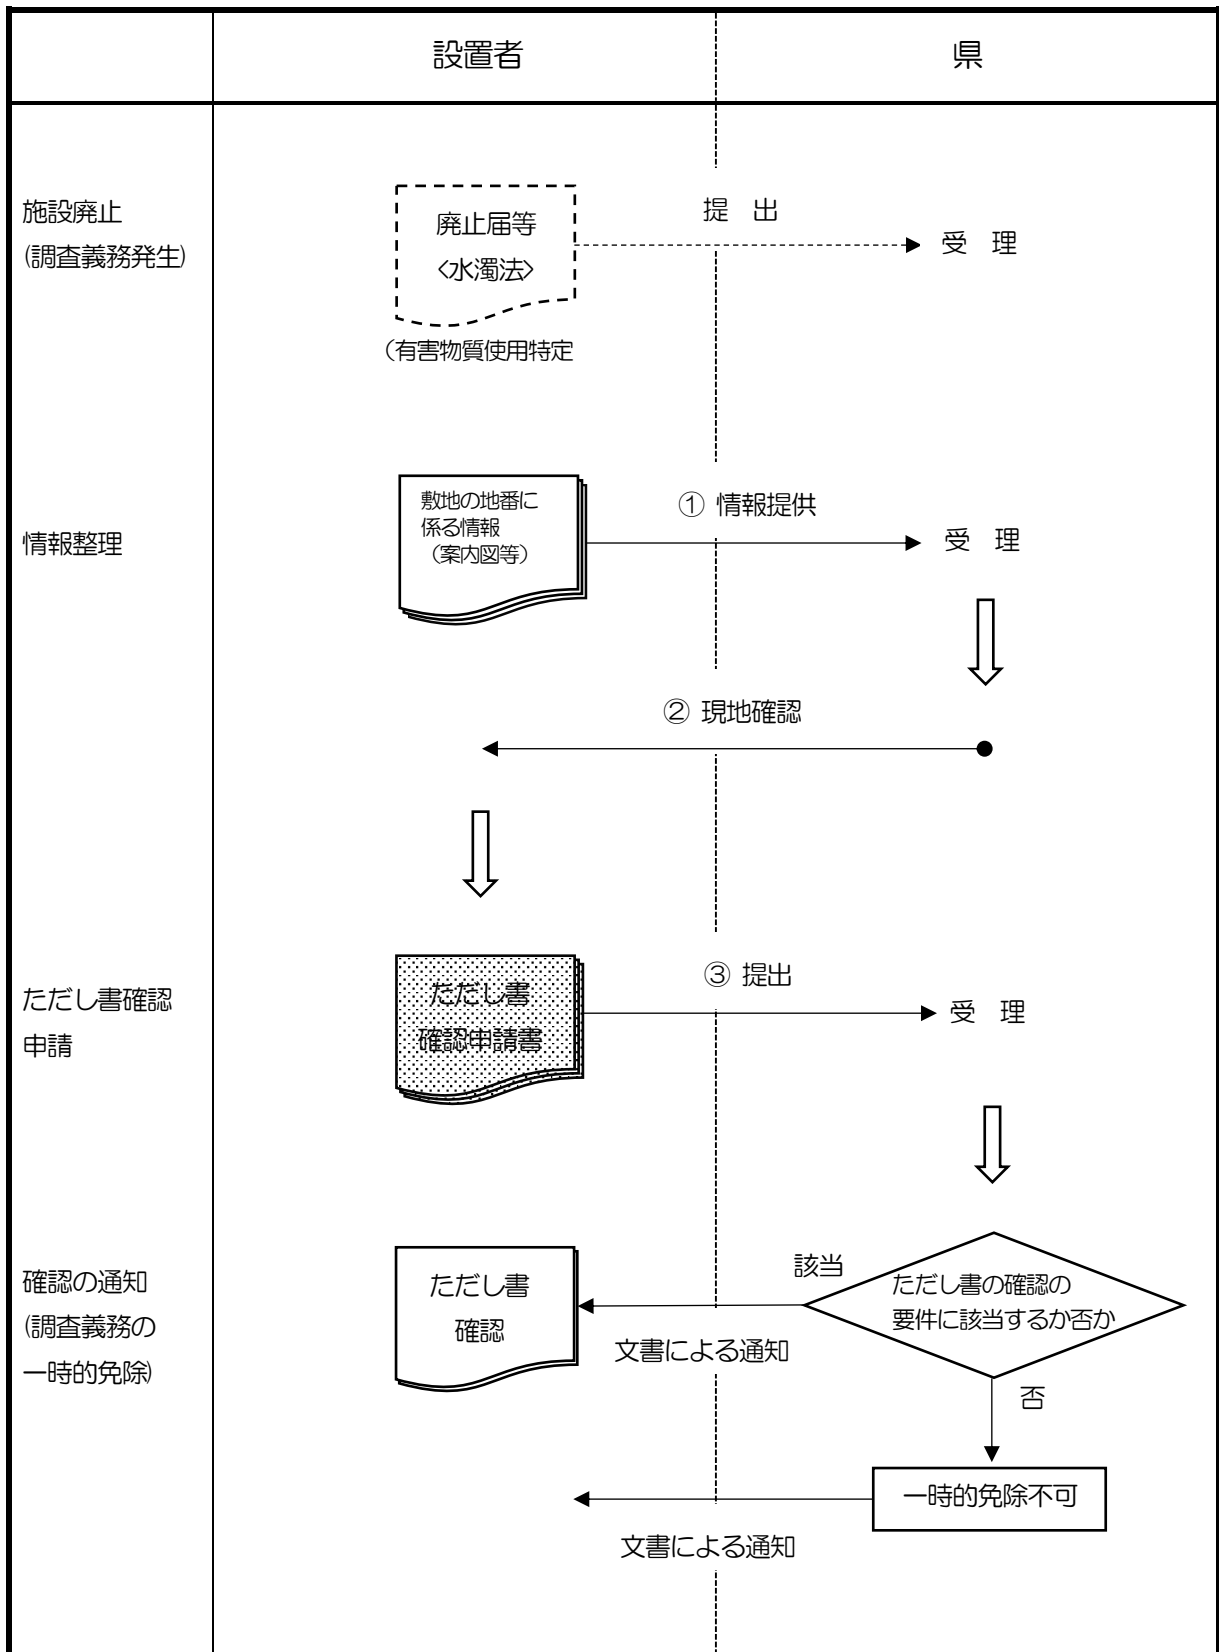 設置者
県
施設廃止
(調査義務発生)
廃止届等
<水濁法>
提 出
受 理
(有害物質使用特定
情報整理
敷地の地番に
係る情報
(案内図等)
① 情報提供
受 理
② 現地確認
ただし書確認
申請
ただし書
確認申請書
③ 提出
受 理
確認の通知
(調査義務の
一時的免除)
ただし書
確認
該当
文書による通知
ただし書の確認の
要件に該当するか否か
否
一時的免除不可
文書による通知